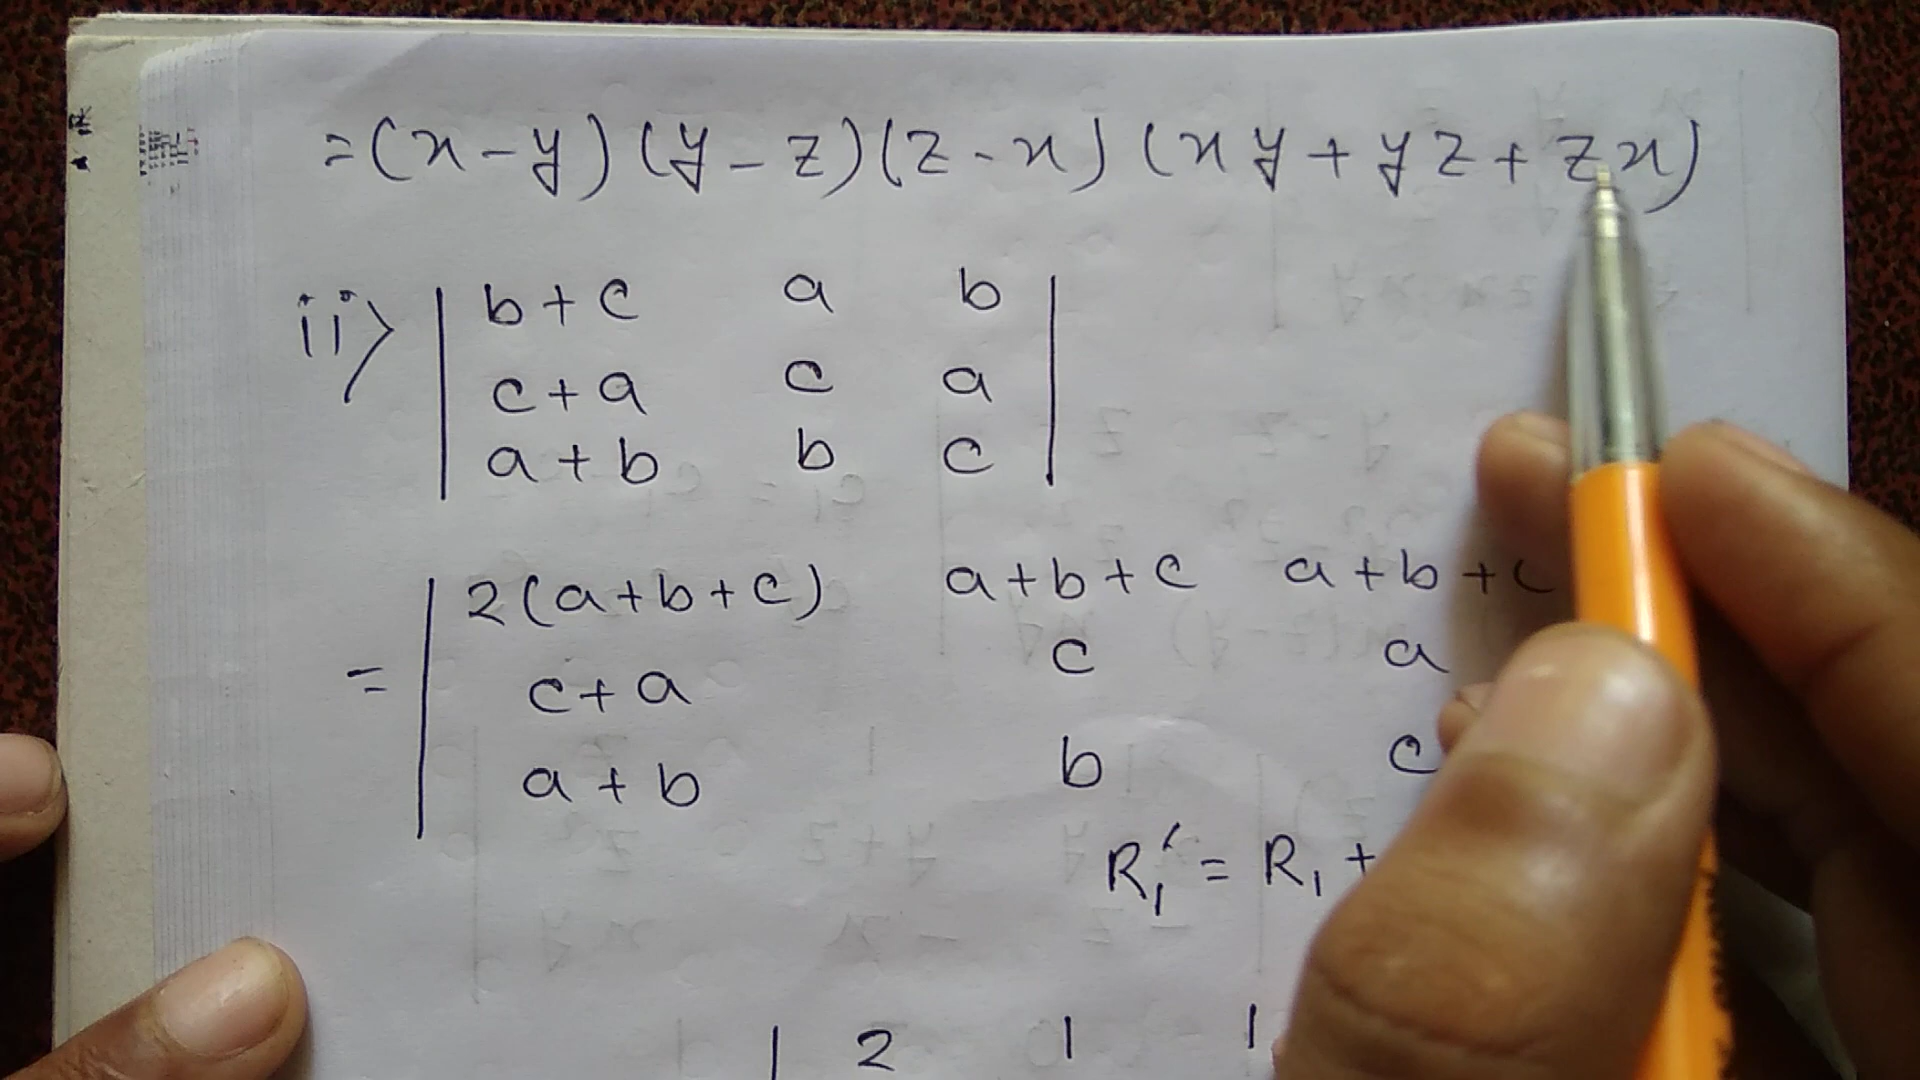 = (x - y) (y - z) (z - x) (xy + yz + zx)
ii> | b + c a b |
c + a c a
a + b b c
= | 2(a + b + c) a + b + c a + b + c
c + a c a
a + b b c
R₁′ = R₁ +
| 2 1 1